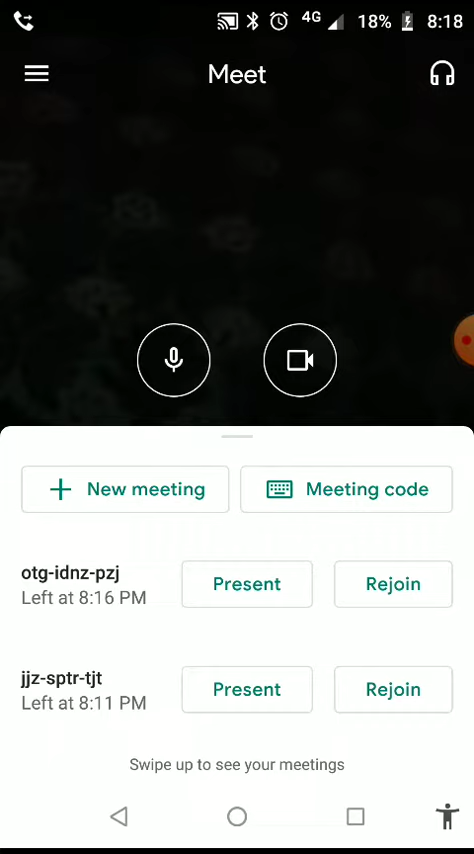 4G 18% 8:18
Meet
New meeting Meeting code
otg-idnz-pzj
Left at 8:16 PM
Present Rejoin
jjz-sptr-tjt
Left at 8:11 PM
Present Rejoin
Swipe up to see your meetings